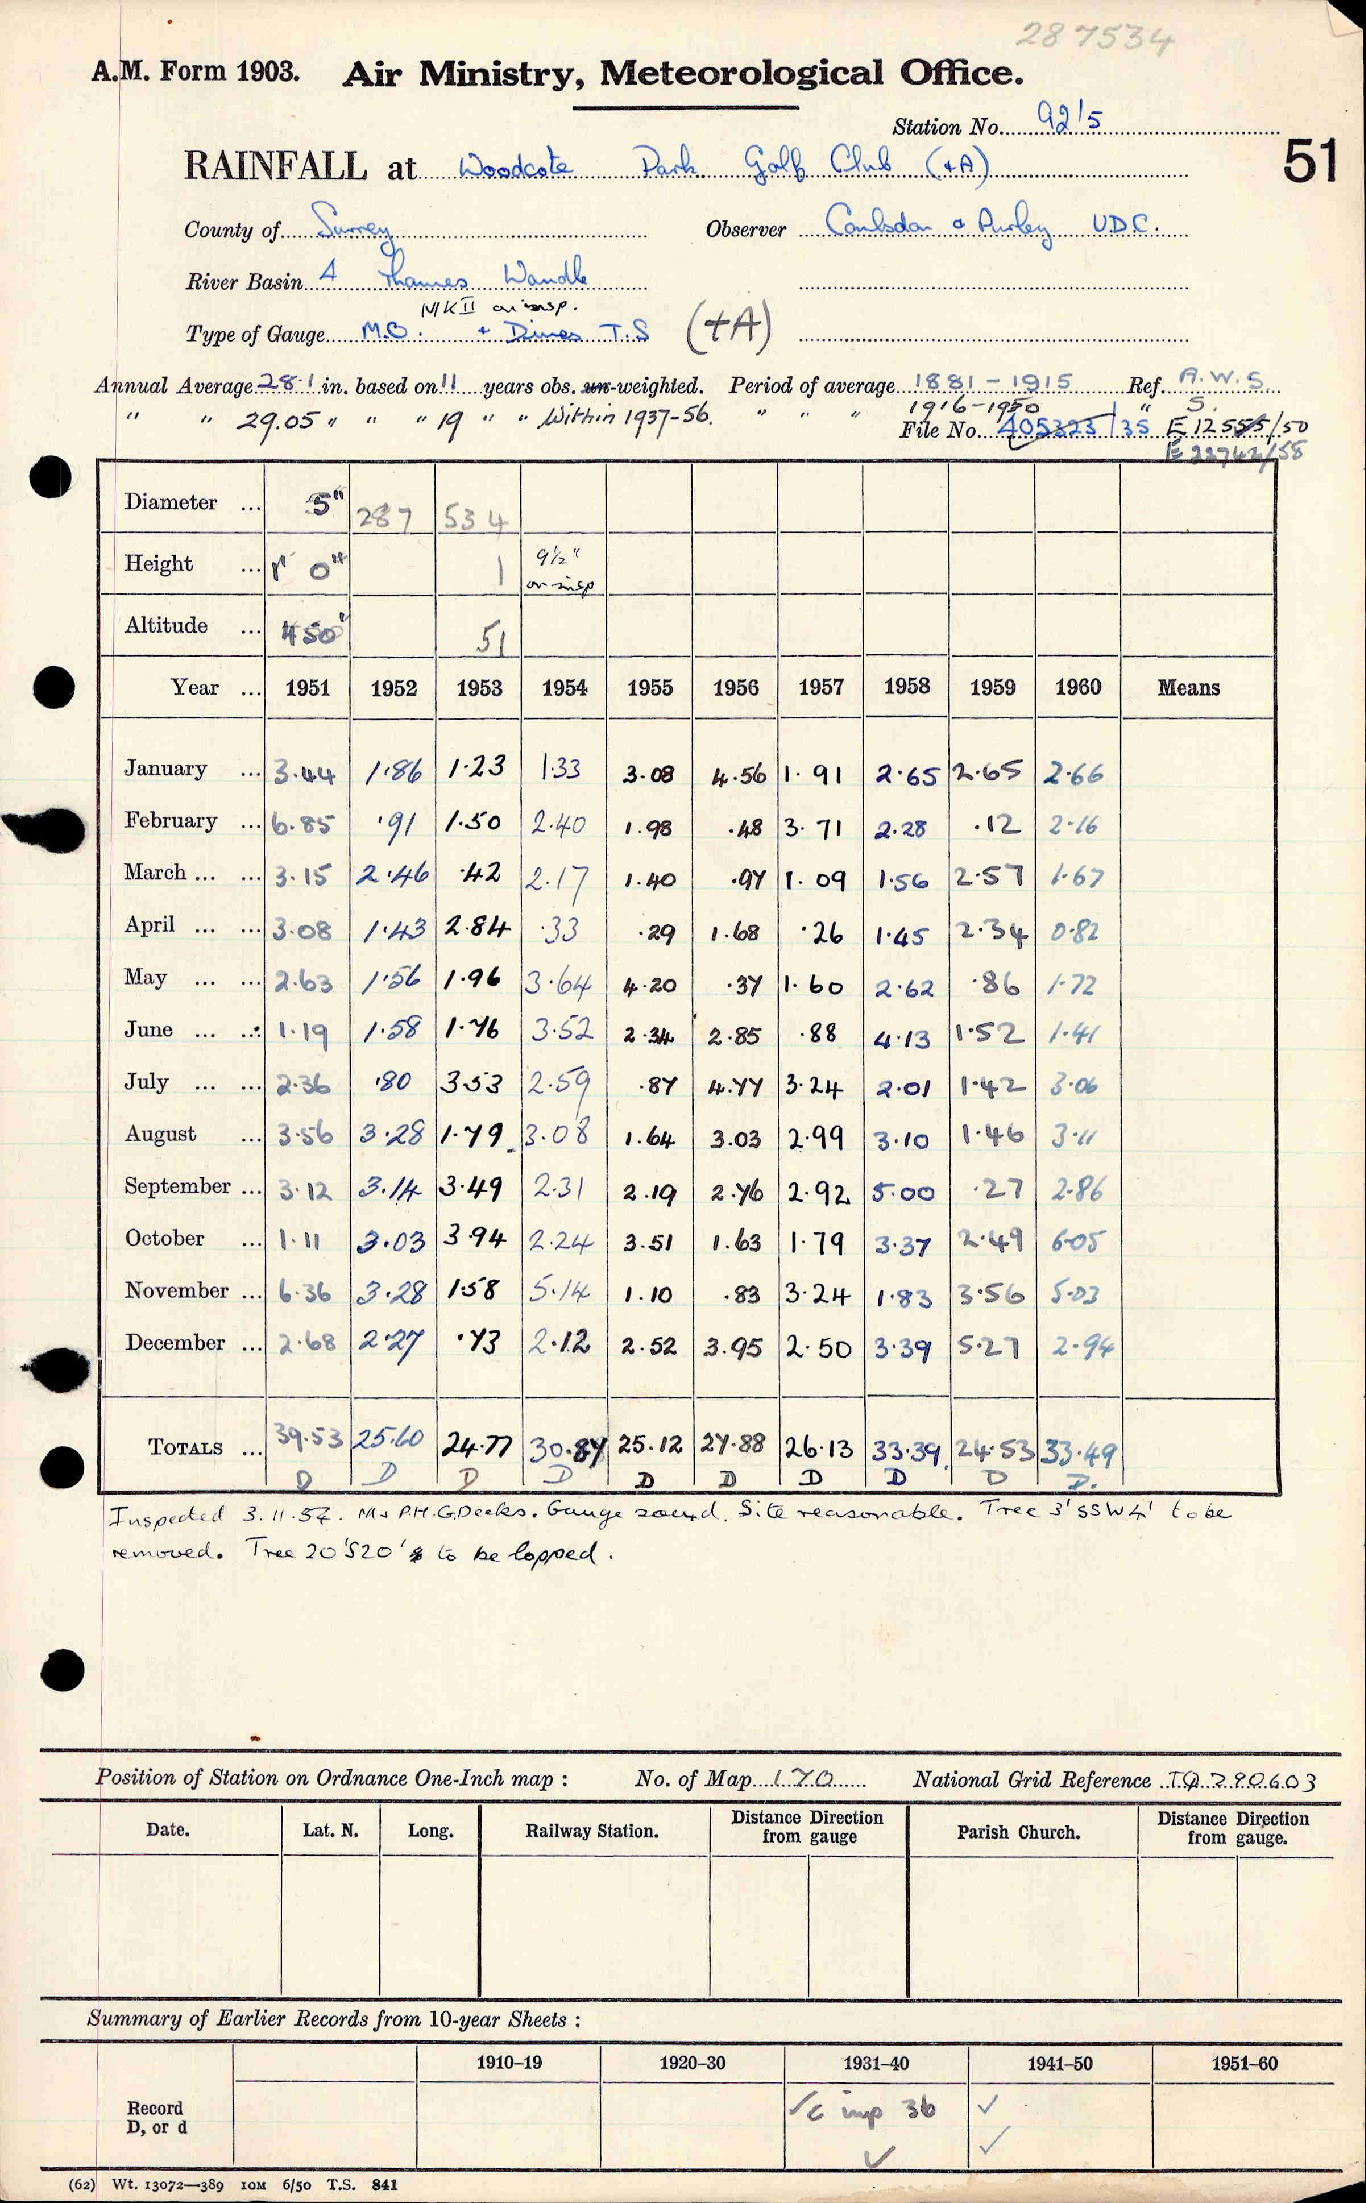 287534
A.M. Form 1903. Air Ministry, Meteorological Office.
Station No. 92/5
51
RAINFALL at Woodcote Park Golf Club (+A)
County of Surrey Observer Coulsdon & Purley UDC.
River Basin 4 Thames Wandle
MK II on insp.
Type of Gauge M.O. + Dines T.S (+A)
Annual Average 28.1 in. based on 11 years obs. un-weighted. Period of average 1881-1915 Ref. A.W.S.
" " 29.05 " " " 19 " " Within 1937-56. " " " 1916-1950 " S.
File No. 405323/35 E 12555/50
E 22742/58
Diameter ... 5" 287 534
Height ... 1' 0" 1 9½" on insp
Altitude ... 450' 51
Year ... 1951 1952 1953 1954 1955 1956 1957 1958 1959 1960 Means
January ... 3.44 1.86 1.23 1.33 3.08 4.56 1.91 2.65 2.65 2.66
February ... 6.85 .91 1.50 2.40 1.98 .48 3.71 2.28 .12 2.16
March ... ... 3.15 2.46 .42 2.17 1.40 .97 1.09 1.56 2.57 1.67
April ... ... 3.08 1.43 2.84 .33 .29 1.68 .26 1.45 2.34 0.82
May ... ... 2.63 1.56 1.96 3.64 4.20 .37 1.60 2.62 .86 1.72
June ... ... 1.19 1.58 1.76 3.52 2.34 2.85 .88 4.13 1.52 1.41
July ... ... 2.36 .80 3.53 2.59 .87 4.77 3.24 2.01 1.42 3.06
August ... 3.56 3.28 1.79 3.08 1.64 3.03 2.99 3.10 1.46 3.11
September ... 3.12 3.14 3.49 2.31 2.19 2.76 2.92 5.00 .27 2.86
October ... 1.11 3.03 3.94 2.24 3.51 1.63 1.79 3.37 2.49 6.05
November ... 6.36 3.28 1.58 5.14 1.10 .83 3.24 1.83 3.56 5.03
December ... 2.68 2.27 .73 2.12 2.52 3.95 2.50 3.39 5.27 2.94
TOTALS ... 39.53 25.60 24.77 30.87 25.12 27.88 26.13 33.39 24.53 33.49
D D D D D D D D D D.
Inspected 3.11.54. Mr P.H.G.Deeks. Gauge sound. Site reasonable. Tree 3' SSW 4' to be
removed. Tree 20'S20' to be lopped.
Position of Station on Ordnance One-Inch map : No. of Map 170 National Grid Reference TQ 290603
Date. Lat. N. Long. Railway Station. Distance Direction from gauge Parish Church. Distance Direction from gauge.
Summary of Earlier Records from 10-year Sheets :
1910–19 1920–30 1931–40 1941–50 1951–60
Record ✓ c imp 36 ✓
D, or d ✓ ✓
(62) Wt. 13072—389 10M 6/50 T.S. 841